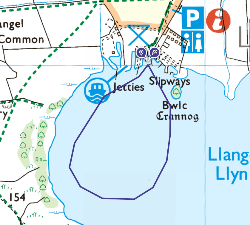 angel
Common
P
i
L
Jetties
Slipways
Bwlc
Crannog
Llang
Llyn
154